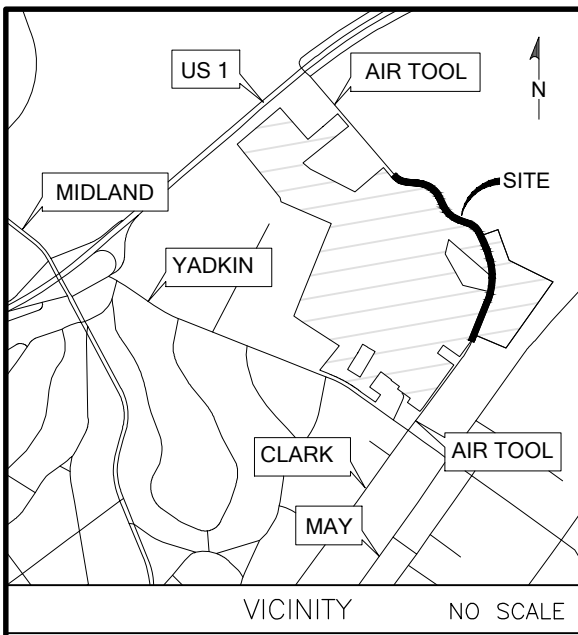 US 1
AIR TOOL
N
MIDLAND
SITE
YADKIN
CLARK
AIR TOOL
MAY
VICINITY
NO SCALE